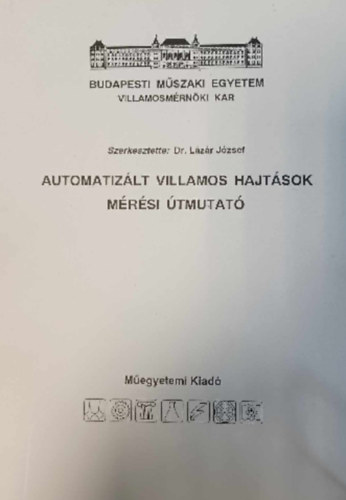 BUDAPESTI MŰSZAKI EGYETEM
VILLAMOSMÉRNÖKI KAR
Szerkesztette: Dr. Lázár József
AUTOMATIZÁLT VILLAMOS HAJTÁSOK
MÉRÉSI ÚTMUTATÓ
Műegyetemi Kiadó